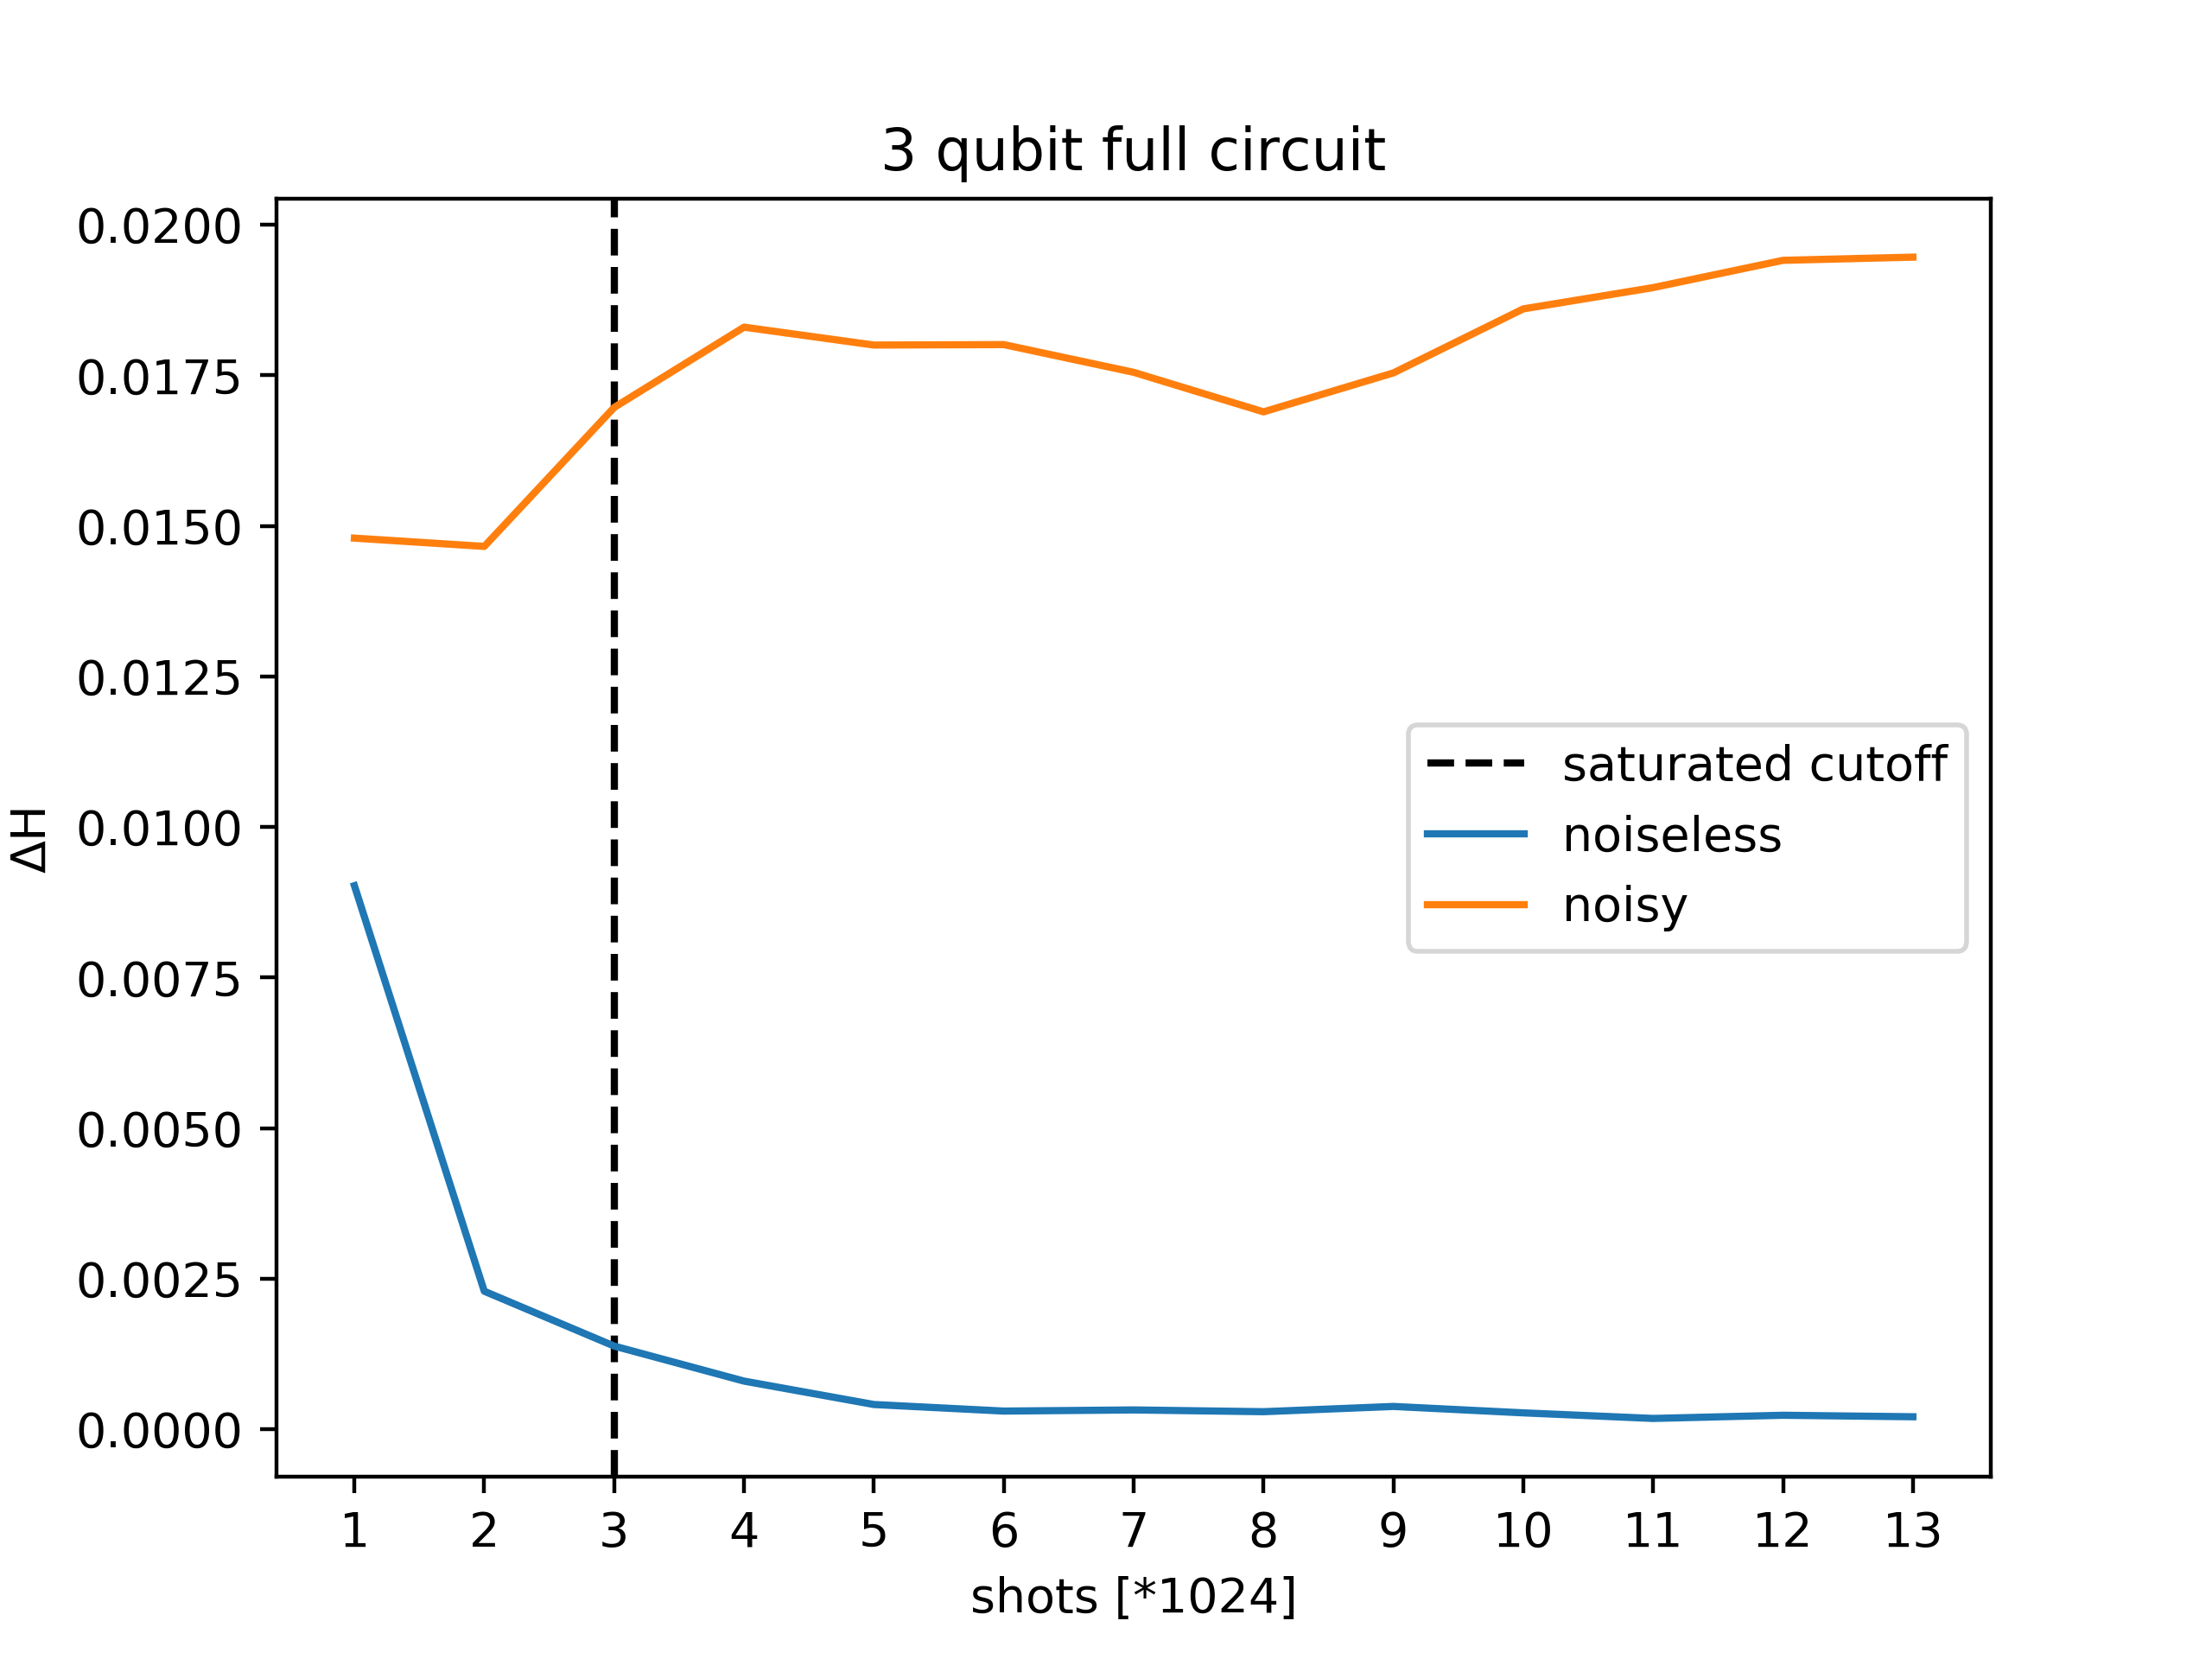 3 qubit full circuit
0.0200
0.0175
0.0150
0.0125
0.0100
0.0075
0.0050
0.0025
0.0000
ΔH
saturated cutoff
noiseless
noisy
1 2 3 4 5 6 7 8 9 10 11 12 13
shots [*1024]